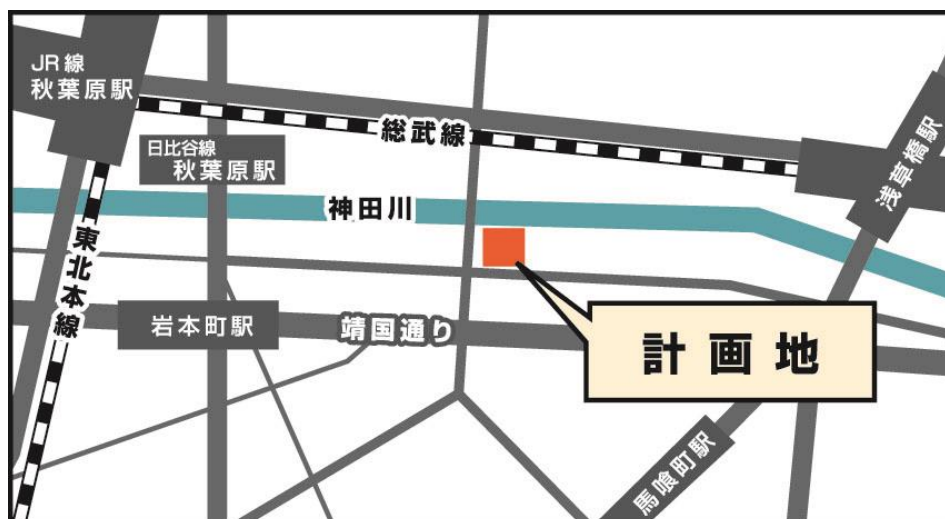 JR線
秋葉原駅
総武線
日比谷線
秋葉原駅
浅草橋駅
神田川
東北本線
岩本町駅
靖国通り
計画地
馬喰町駅